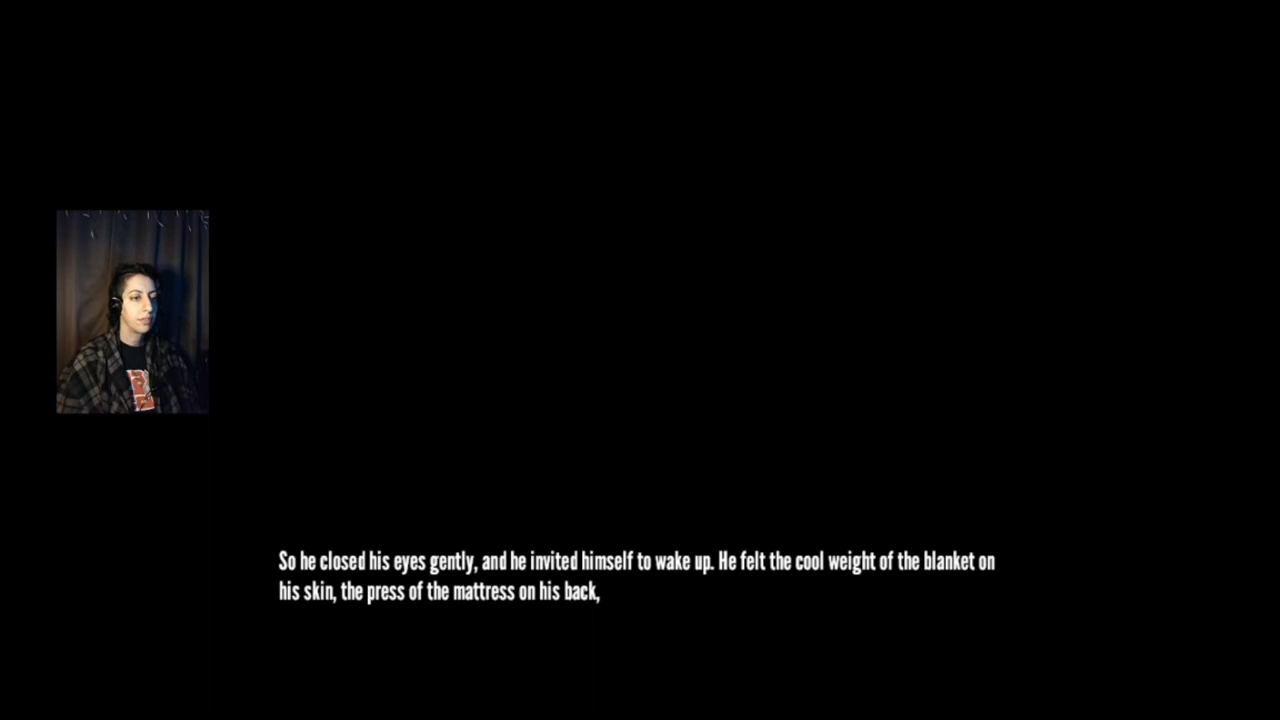 So he closed his eyes gently, and he invited himself to wake up. He felt the cool weight of the blanket on
his skin, the press of the mattress on his back,